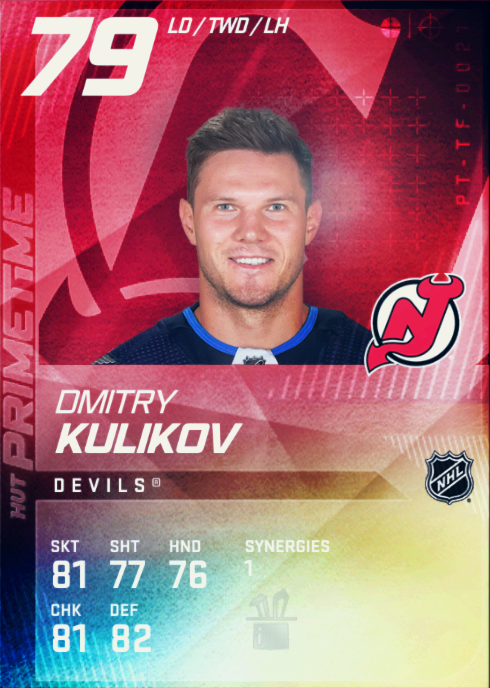 79
LD / TWD / LH
PT-TF-0021
HUT PRIMETIME
DMITRY
KULIKOV
DEVILS®
NHL
SKT SHT HND SYNERGIES
81 77 76 1
CHK DEF
81 82